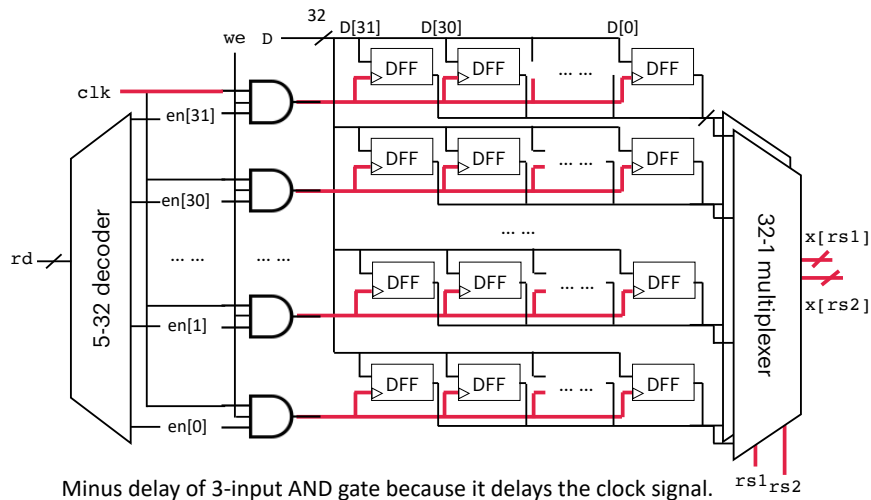 32 D[31] D[30] D[0]
we D
DFF DFF ... ... DFF
clk
en[31]
DFF DFF ... ... DFF
en[30]
... ...
x[rs1]
rd 5-32 decoder ... ... ... ... 32-1 multiplexer
DFF DFF ... ... DFF
x[rs2]
en[1]
DFF DFF ... ... DFF
en[0]
rs1 rs2
Minus delay of 3-input AND gate because it delays the clock signal.